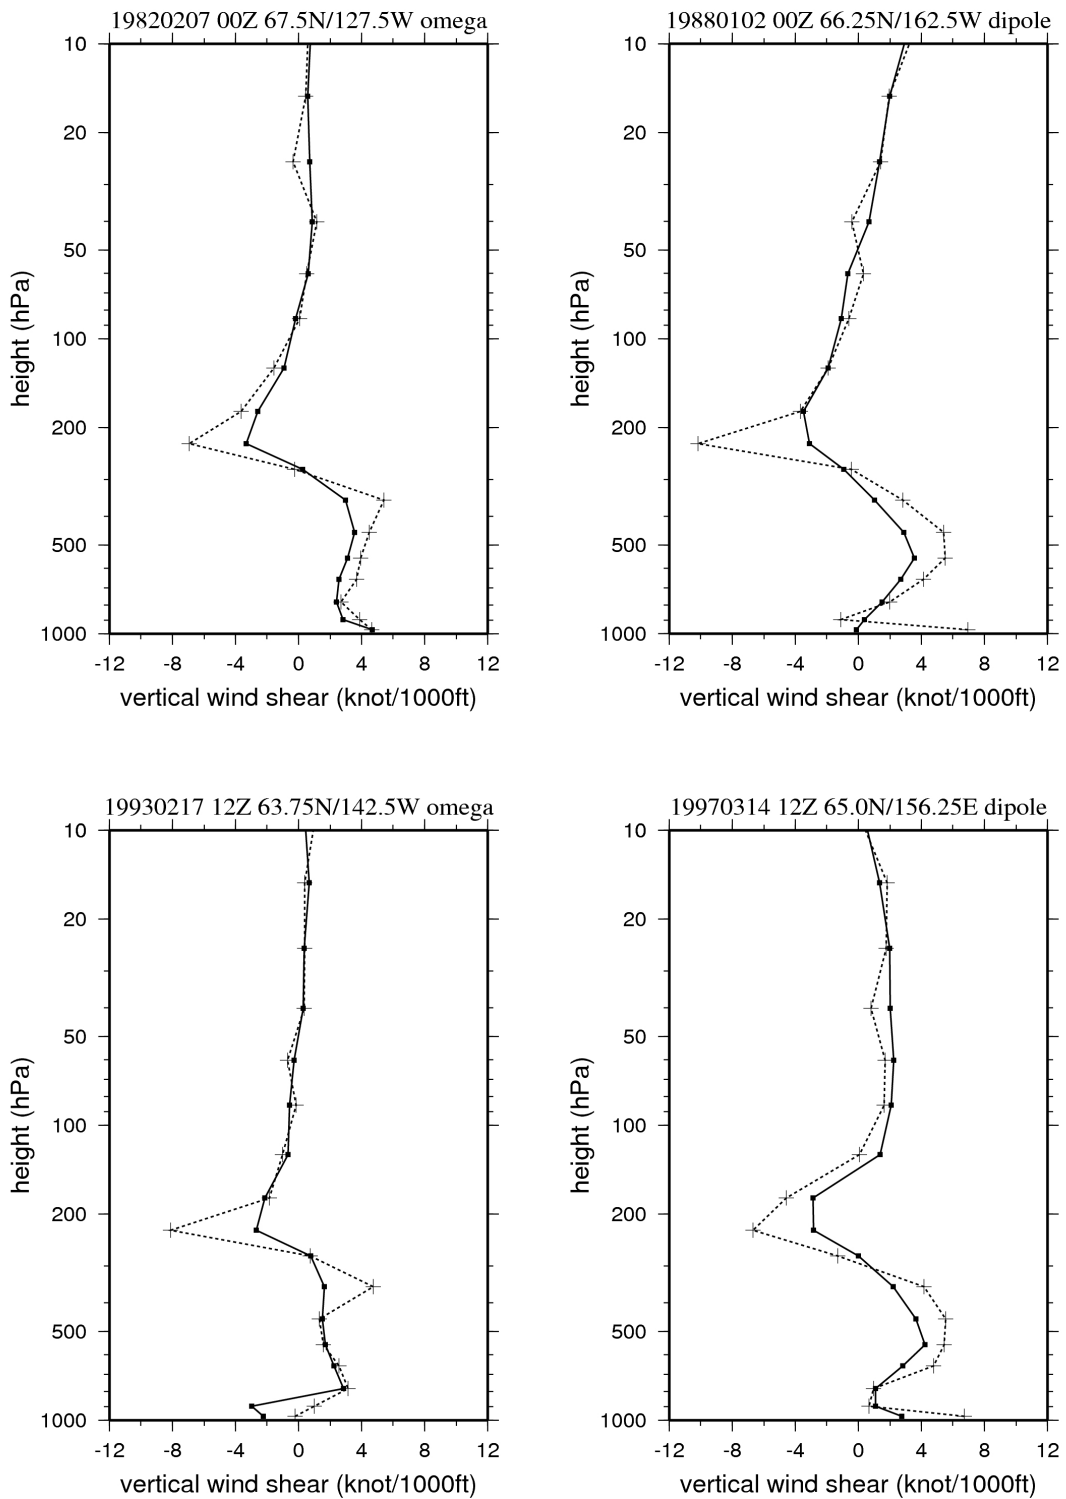 19820207 00Z 67.5N/127.5W omega
10
20
50
100
200
500
1000
height (hPa)
-12 -8 -4 0 4 8 12
vertical wind shear (knot/1000ft)
19880102 00Z 66.25N/162.5W dipole
10
20
50
100
200
500
1000
height (hPa)
-12 -8 -4 0 4 8 12
vertical wind shear (knot/1000ft)
19930217 12Z 63.75N/142.5W omega
10
20
50
100
200
500
1000
height (hPa)
-12 -8 -4 0 4 8 12
vertical wind shear (knot/1000ft)
19970314 12Z 65.0N/156.25E dipole
10
20
50
100
200
500
1000
height (hPa)
-12 -8 -4 0 4 8 12
vertical wind shear (knot/1000ft)